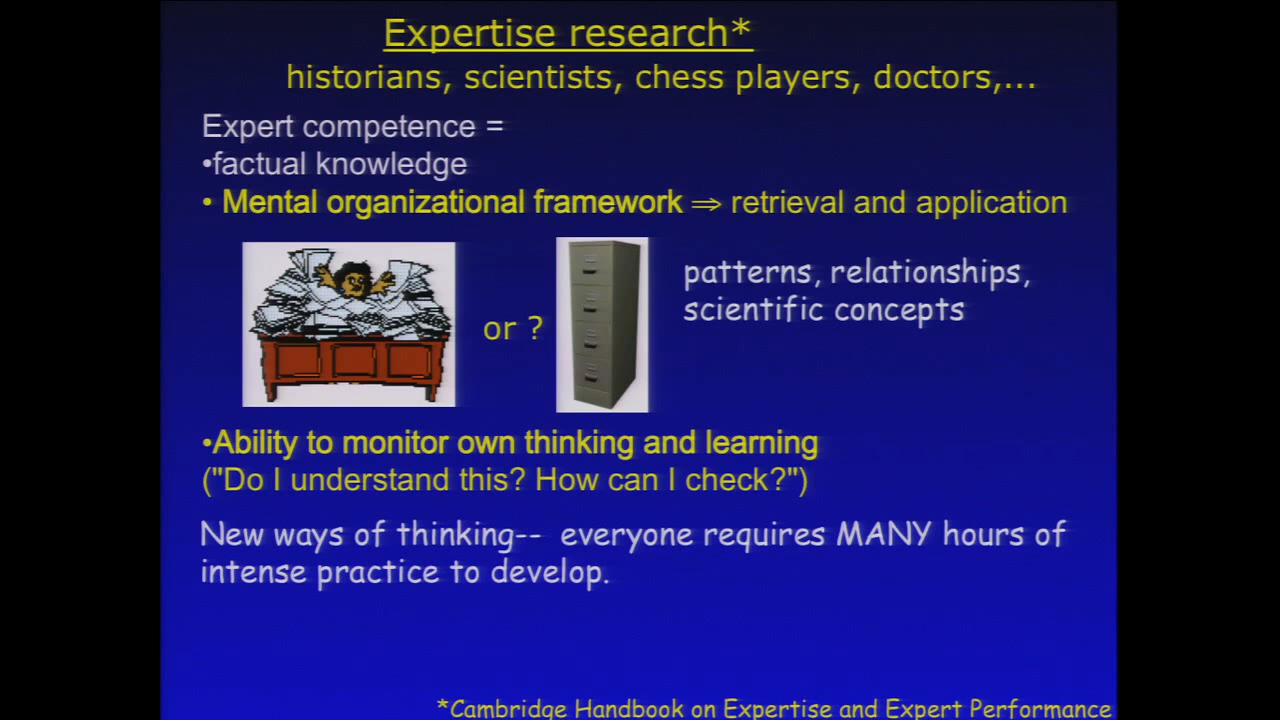 Expertise research*
historians, scientists, chess players, doctors,...
Expert competence =
•factual knowledge
• Mental organizational framework ⇒ retrieval and application
patterns, relationships,
scientific concepts
or ?
•Ability to monitor own thinking and learning
("Do I understand this? How can I check?")
New ways of thinking-- everyone requires MANY hours of
intense practice to develop.
*Cambridge Handbook on Expertise and Expert Performance